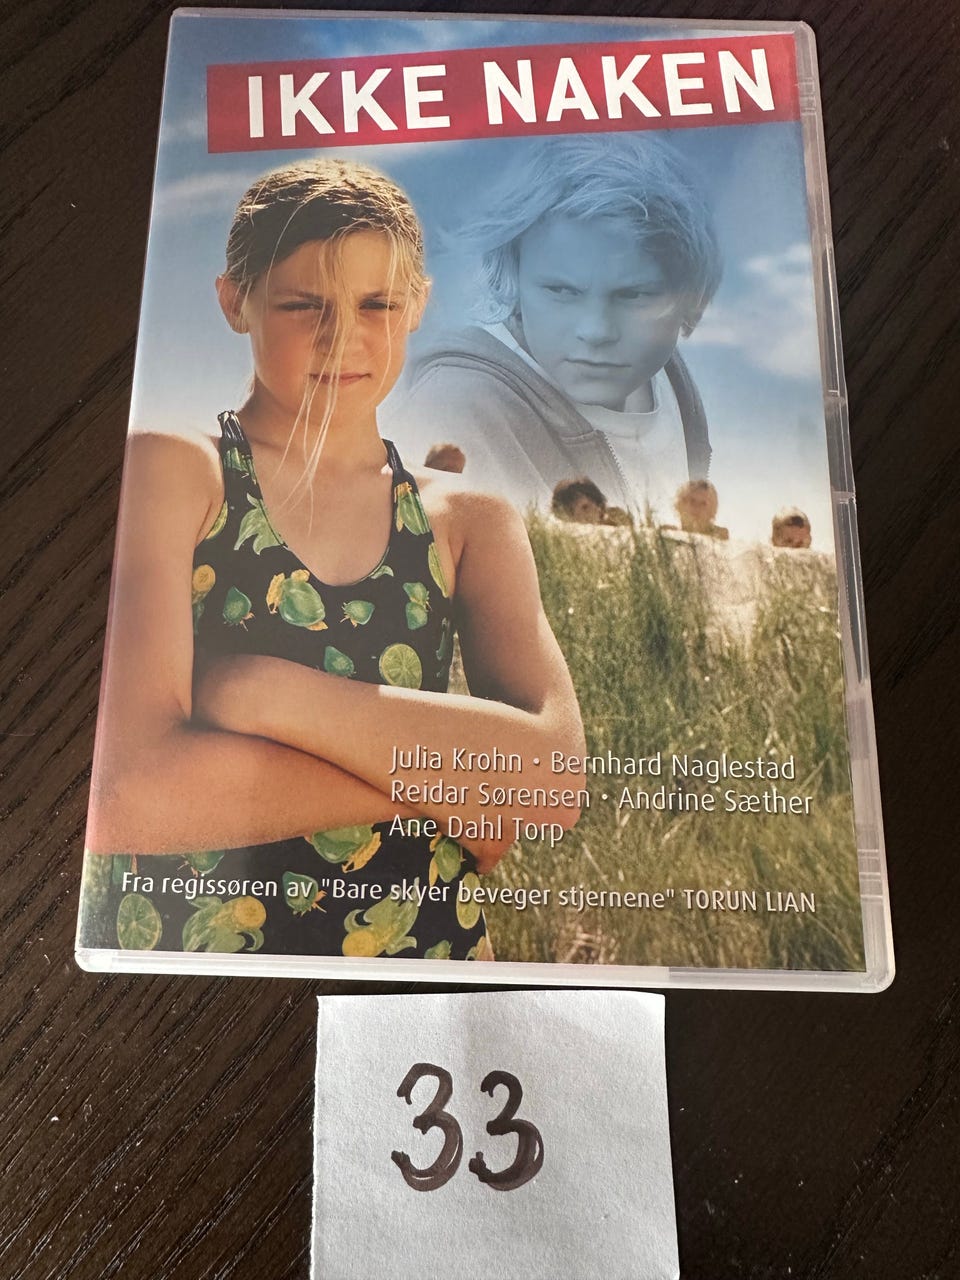 IKKE NAKEN
Julia Krohn • Bernhard Naglestad
Reidar Sørensen • Andrine Sæther
Ane Dahl Torp
Fra regissøren av "Bare skyer beveger stjernene" TORUN LIAN
33